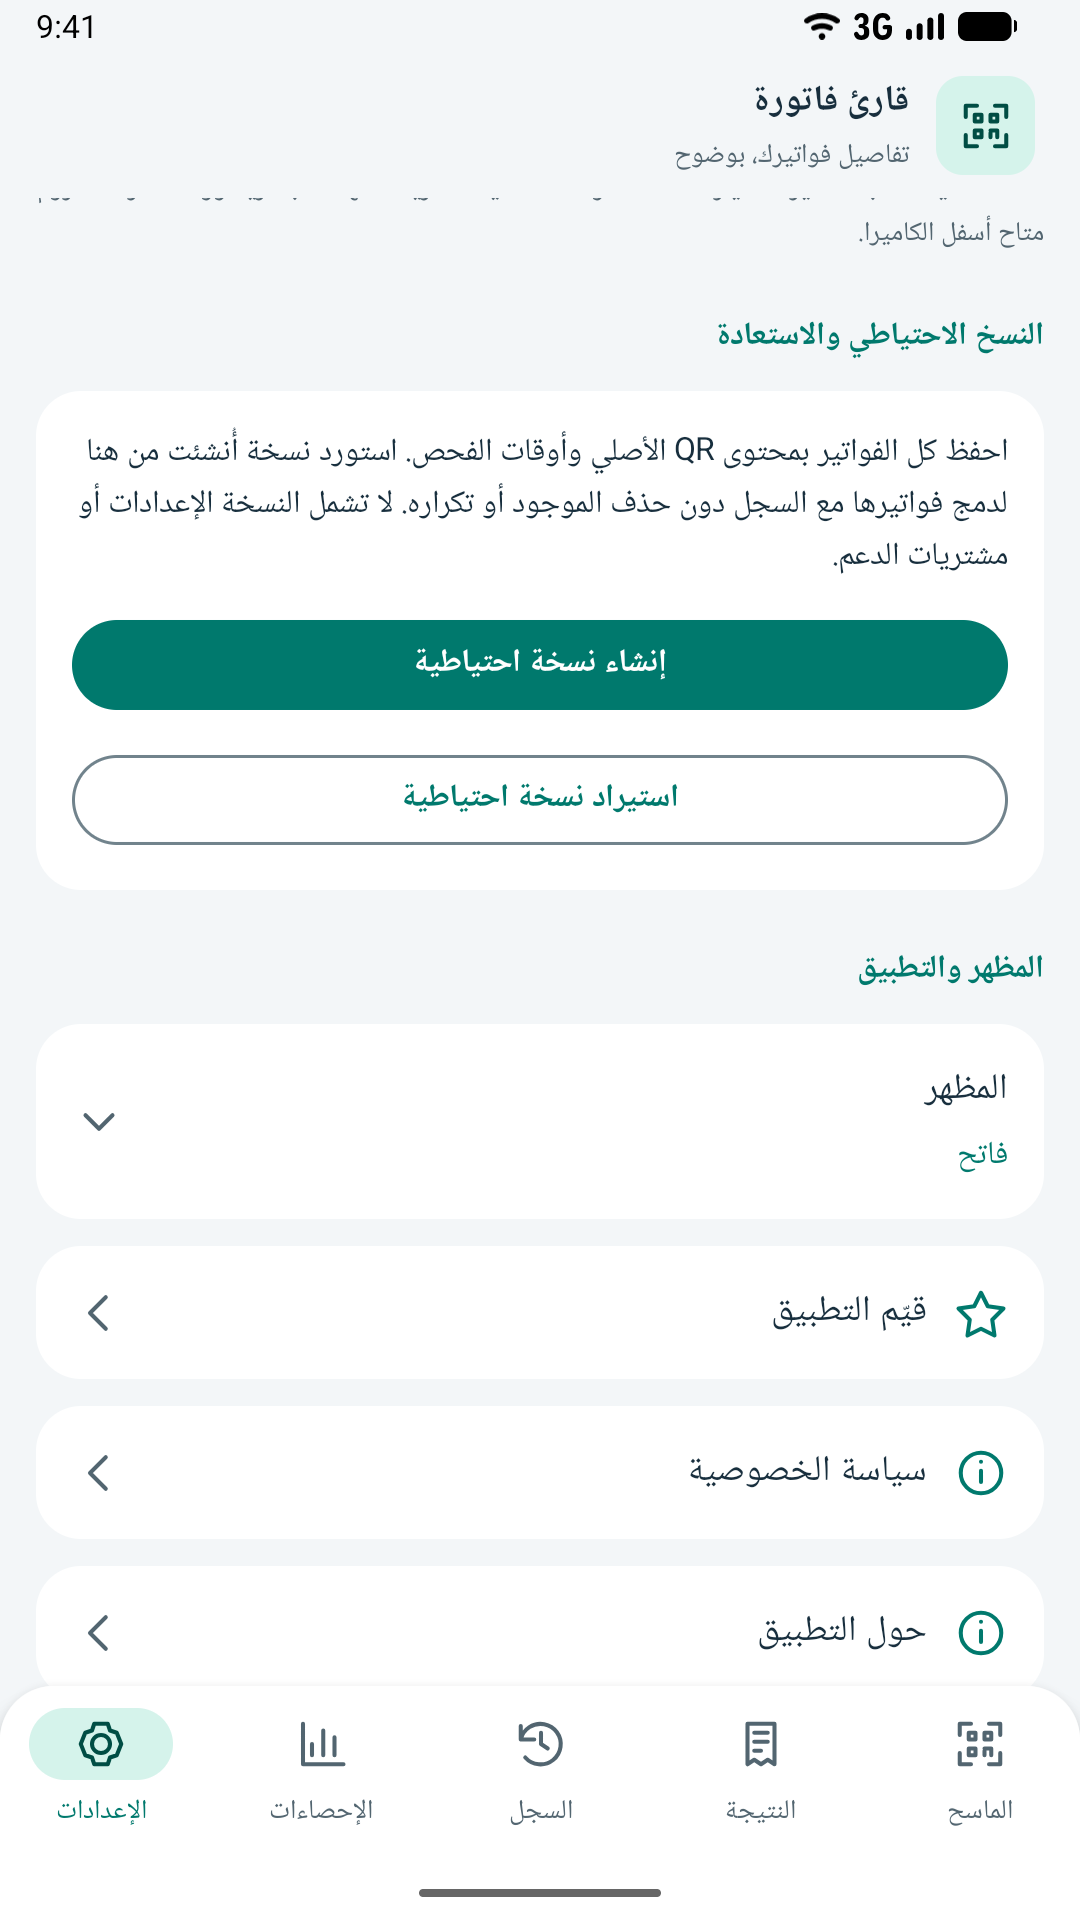 9:41
3G
قارئ فاتورة
تفاصيل فواتيرك، بوضوح
متاح أسفل الكاميرا.
النسخ الاحتياطي والاستعادة
احفظ كل الفواتير بمحتوى QR الأصلي وأوقات الفحص. استورد نسخة أُنشئت من هنا
لدمج فواتيرها مع السجل دون حذف الموجود أو تكراره. لا تشمل النسخة الإعدادات أو
مشتريات الدعم.
إنشاء نسخة احتياطية
استيراد نسخة احتياطية
المظهر والتطبيق
المظهر
فاتح
قيّم التطبيق
سياسة الخصوصية
حول التطبيق
الماسح
النتيجة
السجل
الإحصاءات
الإعدادات